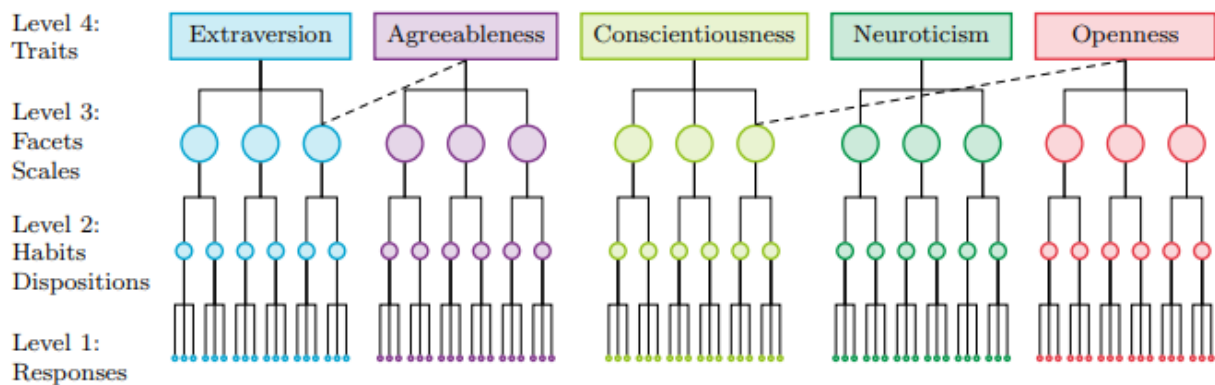 Level 4:
Traits
Extraversion
Agreeableness
Conscientiousness
Neuroticism
Openness
Level 3:
Facets
Scales
Level 2:
Habits
Dispositions
Level 1:
Responses